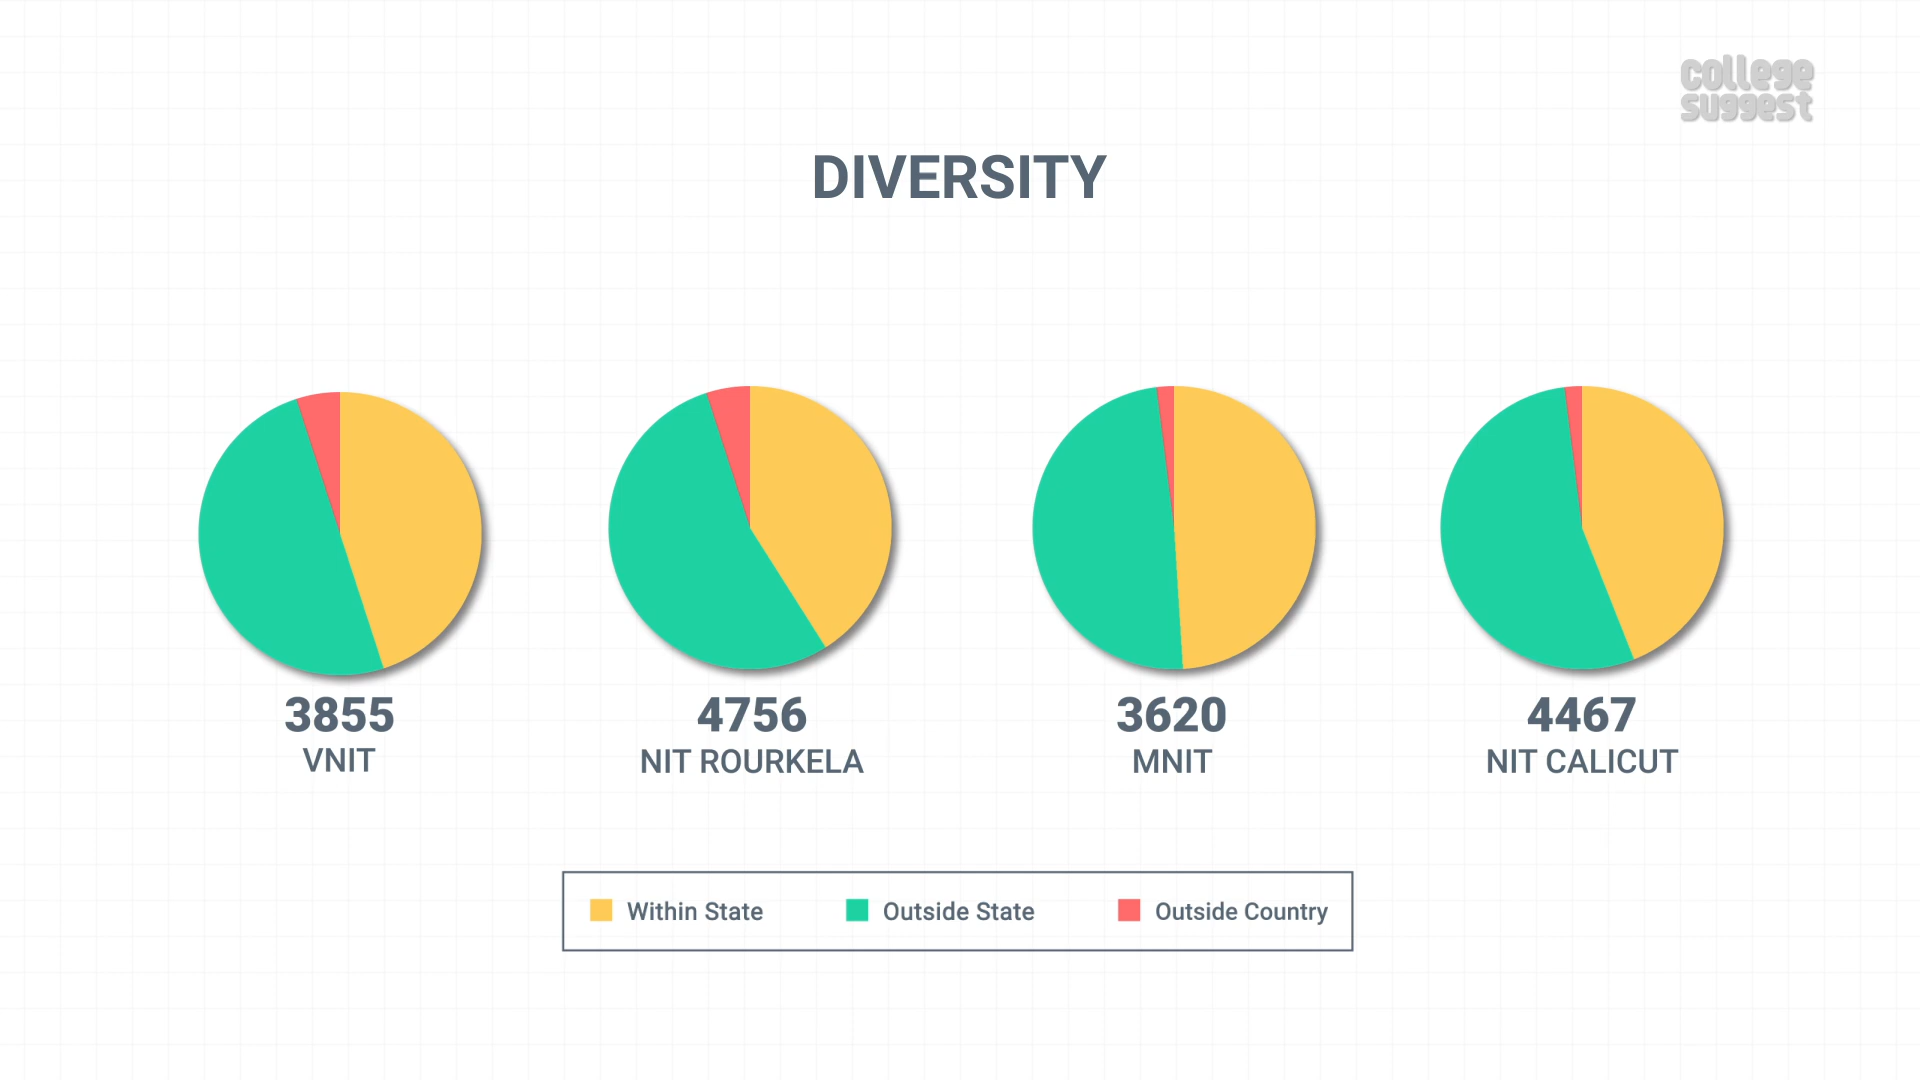 college
suggest
DIVERSITY
3855
VNIT
4756
NIT ROURKELA
3620
MNIT
4467
NIT CALICUT
Within State
Outside State
Outside Country